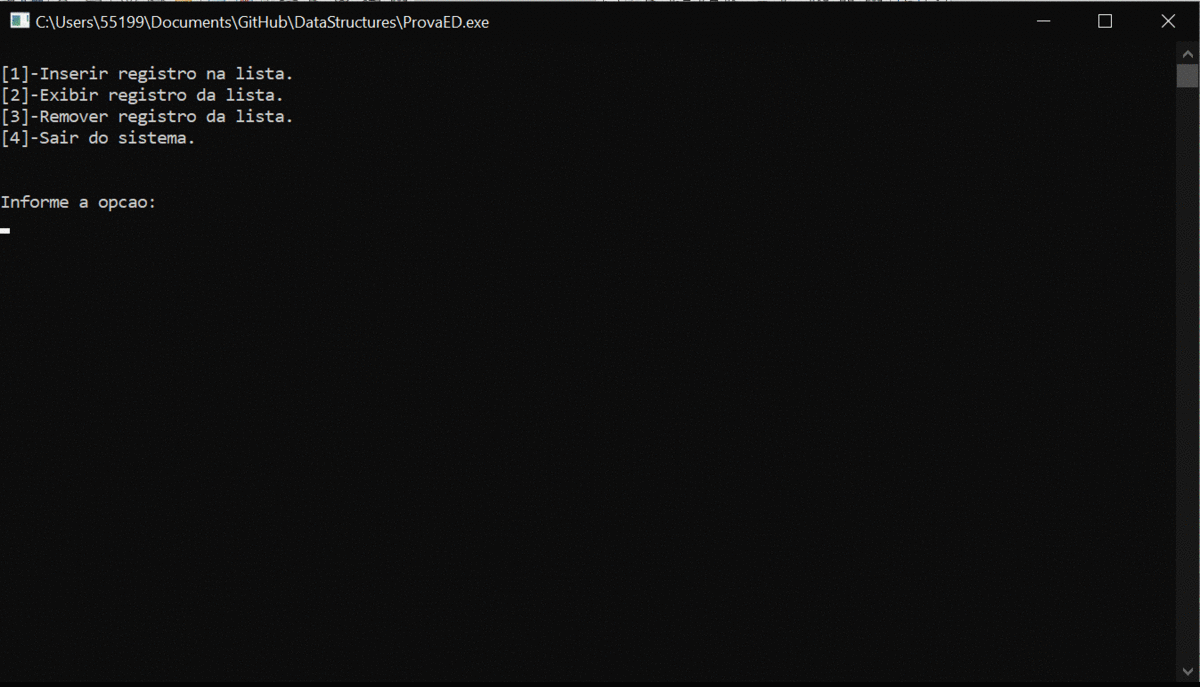 C:\Users\55199\Documents\GitHub\DataStructures\ProvaED.exe
[1]-Inserir registro na lista.
[2]-Exibir registro da lista.
[3]-Remover registro da lista.
[4]-Sair do sistema.
Informe a opcao: